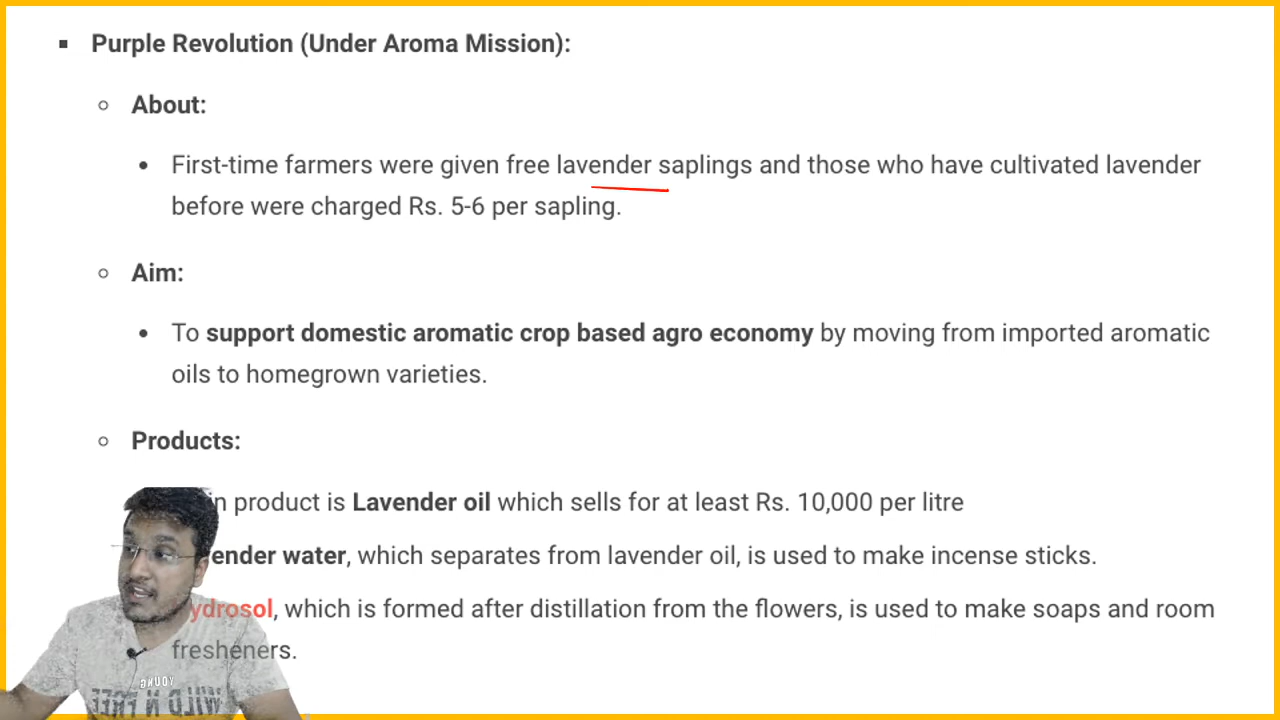 Purple Revolution (Under Aroma Mission):
About:
First-time farmers were given free lavender saplings and those who have cultivated lavender
before were charged Rs. 5-6 per sapling.
Aim:
To support domestic aromatic crop based agro economy by moving from imported aromatic
oils to homegrown varieties.
Products:
product is Lavender oil which sells for at least Rs. 10,000 per litre
water, which separates from lavender oil, is used to make incense sticks.
which is formed after distillation from the flowers, is used to make soaps and room
fresheners.
YOUNG
WILD N FREE